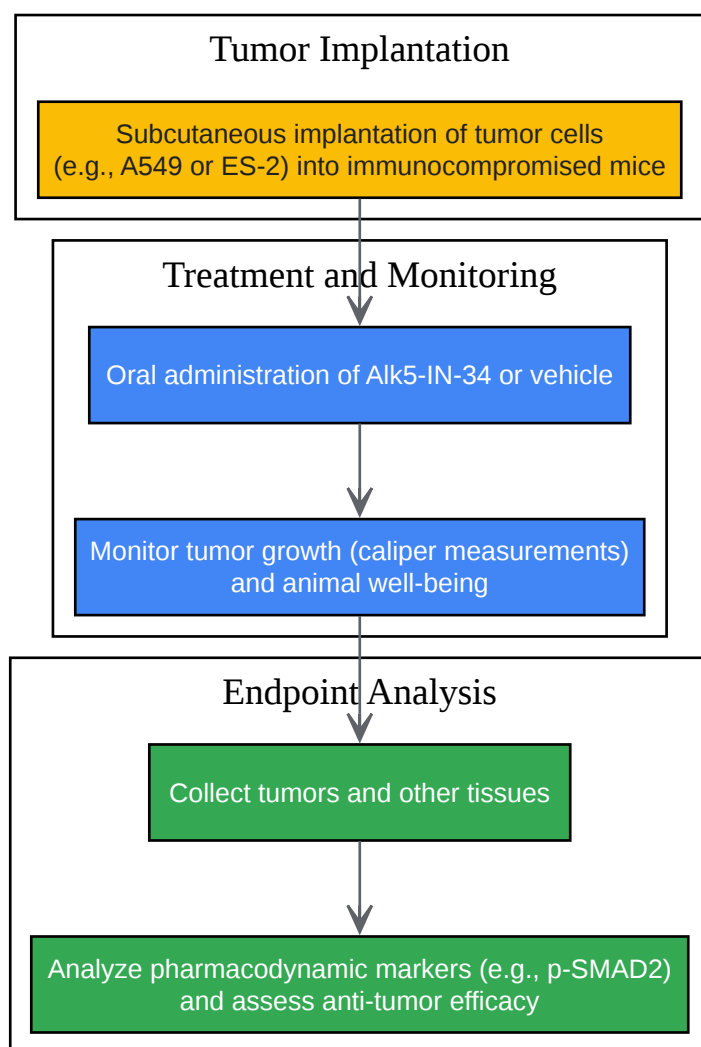 Tumor Implantation
Subcutaneous implantation of tumor cells
(e.g., A549 or ES-2) into immunocompromised mice
Treatment and Monitoring
Oral administration of Alk5-IN-34 or vehicle
Monitor tumor growth (caliper measurements)
and animal well-being
Endpoint Analysis
Collect tumors and other tissues
Analyze pharmacodynamic markers (e.g., p-SMAD2)
and assess anti-tumor efficacy